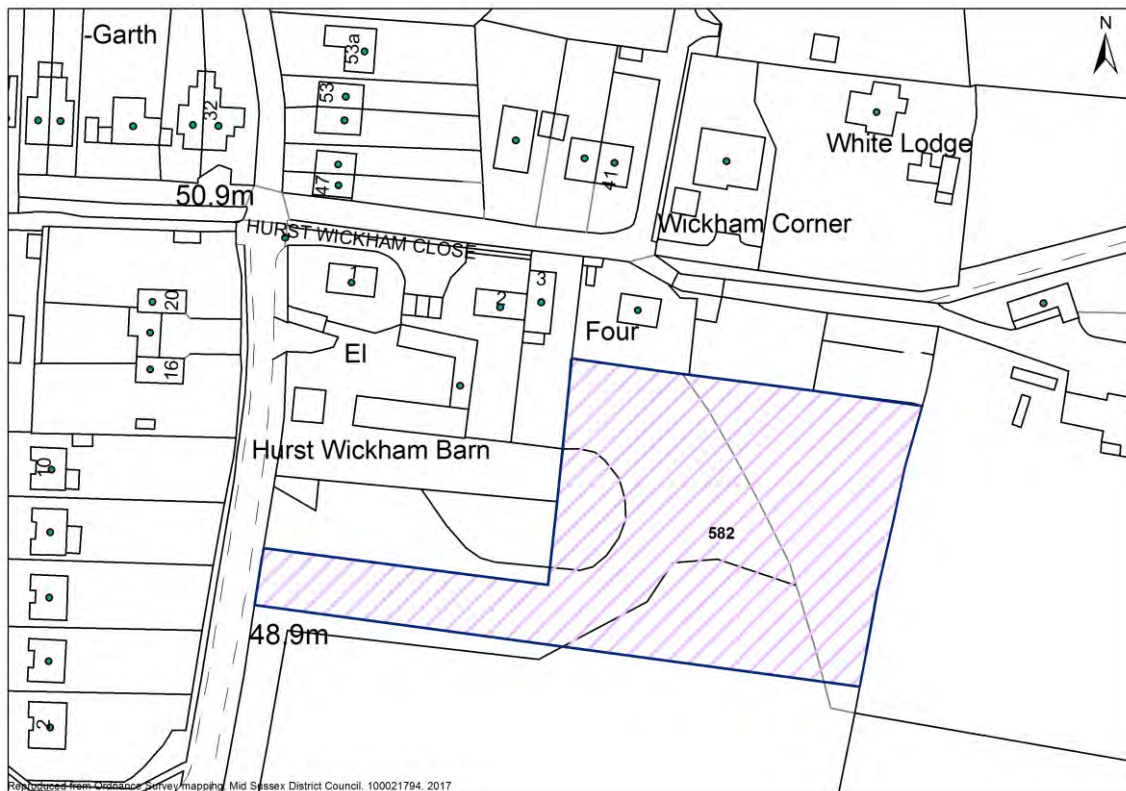 N
-Garth
53a
53
32
White Lodge
41
47
50.9m
Wickham Corner
HURST WICKHAM CLOSE
1
3
2
20
Four
El
16
Hurst Wickham Barn
10
582
48.9m
2
Reproduced from Ordnance Survey mapping. Mid Sussex District Council. 100021794. 2017